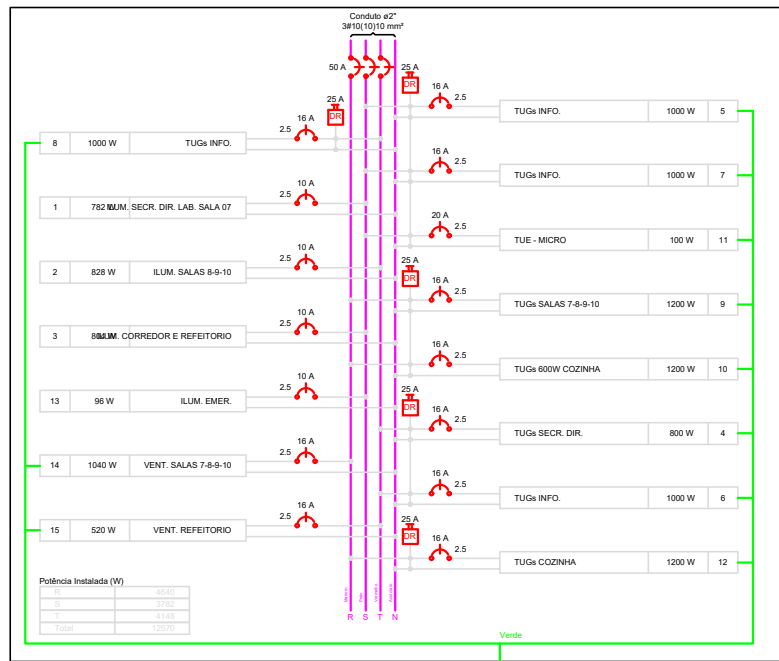 Conduto ø2"
3#10(10)10 mm²
50 A
25 A
DR
16 A
2.5
TUGs INFO. 1000 W 5
25 A
DR
16 A
2.5
8 1000 W TUGs INFO.
16 A
2.5
TUGs INFO. 1000 W 7
10 A
2.5
1 782 W ILUM. SECR. DIR. LAB. SALA 07
20 A
2.5
TUE - MICRO 100 W 11
10 A
2.5
2 828 W ILUM. SALAS 8-9-10
25 A
DR
16 A
2.5
TUGs SALAS 7-8-9-10 1200 W 9
10 A
2.5
3 804 W ILUM. CORREDOR E REFEITORIO
16 A
2.5
TUGs 600W COZINHA 1200 W 10
10 A
2.5
13 96 W ILUM. EMER.
25 A
DR
16 A
2.5
TUGs SECR. DIR. 800 W 4
16 A
2.5
14 1040 W VENT. SALAS 7-8-9-10
16 A
2.5
TUGs INFO. 1000 W 6
16 A
2.5
15 520 W VENT. REFEITORIO
25 A
DR
16 A
2.5
TUGs COZINHA 1200 W 12
Potência Instalada (W)
R 4640
S 3782
T 4148
Total 12570
Preto
Vermelho
R S T N
Verde